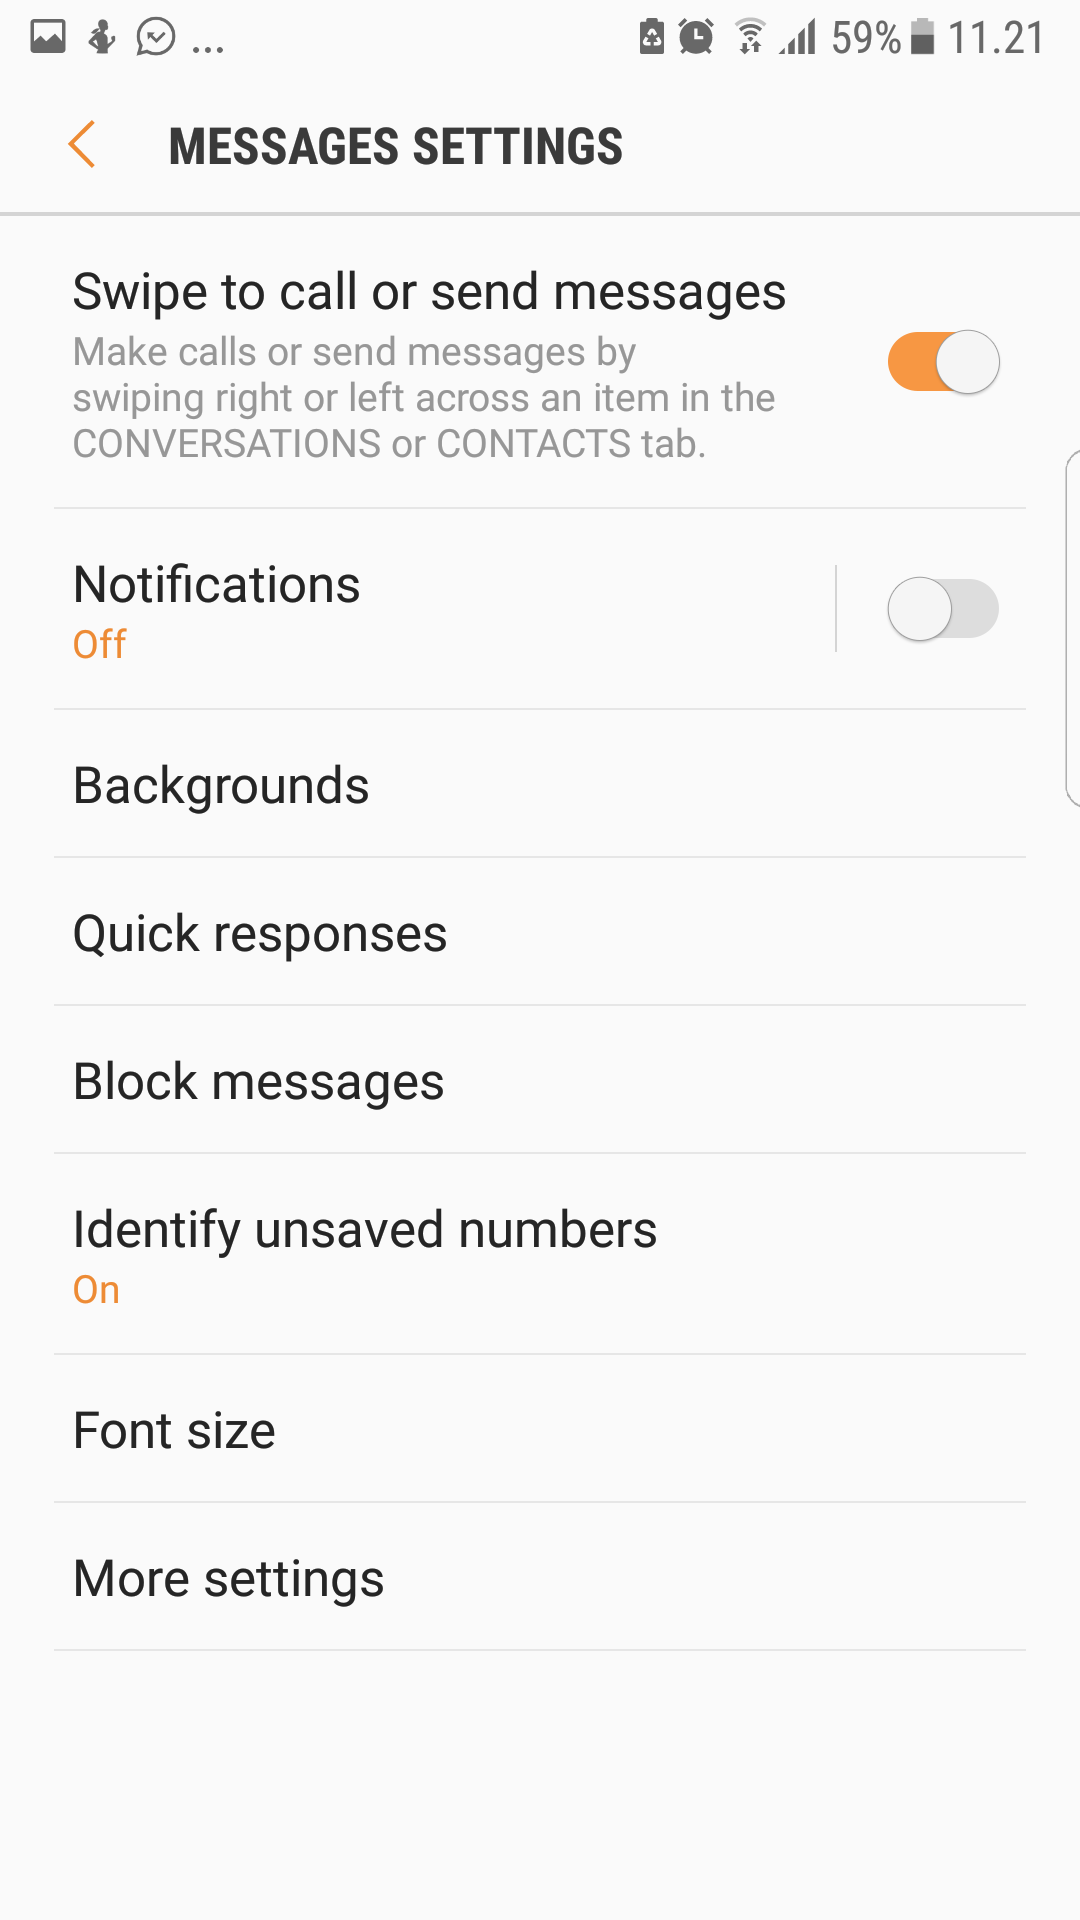 ... 59% 11.21
MESSAGES SETTINGS
Swipe to call or send messages
Make calls or send messages by
swiping right or left across an item in the
CONVERSATIONS or CONTACTS tab.
Notifications
Off
Backgrounds
Quick responses
Block messages
Identify unsaved numbers
On
Font size
More settings